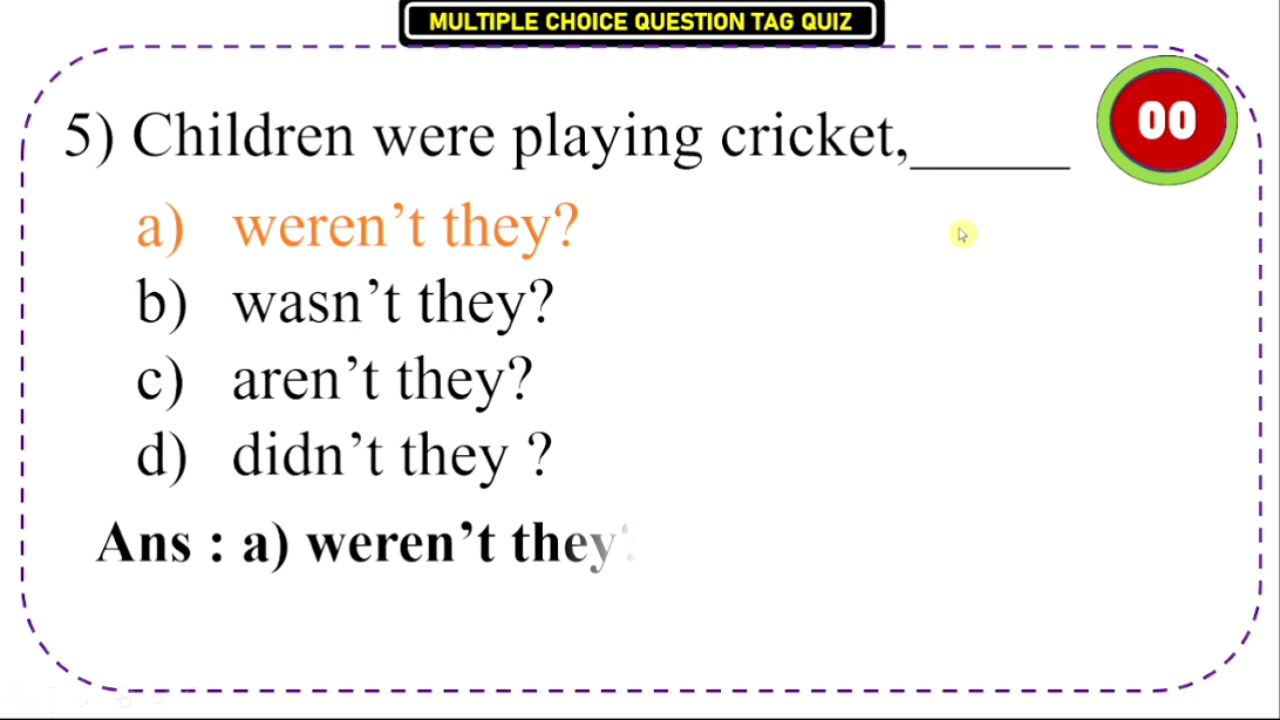 MULTIPLE CHOICE QUESTION TAG QUIZ
00
5) Children were playing cricket,______
a) weren’t they?
b) wasn’t they?
c) aren’t they?
d) didn’t they ?
Ans : a) weren’t they?